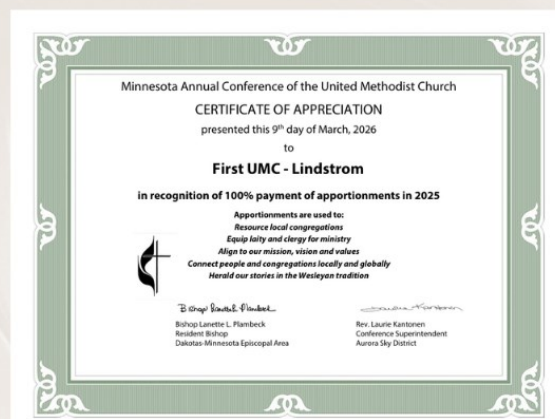 Minnesota Annual Conference of the United Methodist Church
CERTIFICATE OF APPRECIATION
presented this 9th day of March, 2026
to
First UMC - Lindstrom
in recognition of 100% payment of apportionments in 2025
Apportionments are used to:
Resource local congregations
Equip laity and clergy for ministry
Align to our mission, vision and values
Connect people and congregations locally and globally
Herald our stories in the Wesleyan tradition
Bishop Lanette L. Plambeck
Resident Bishop
Dakotas-Minnesota Episcopal Area
Rev. Laurie Kantonen
Conference Superintendent
Aurora Sky District